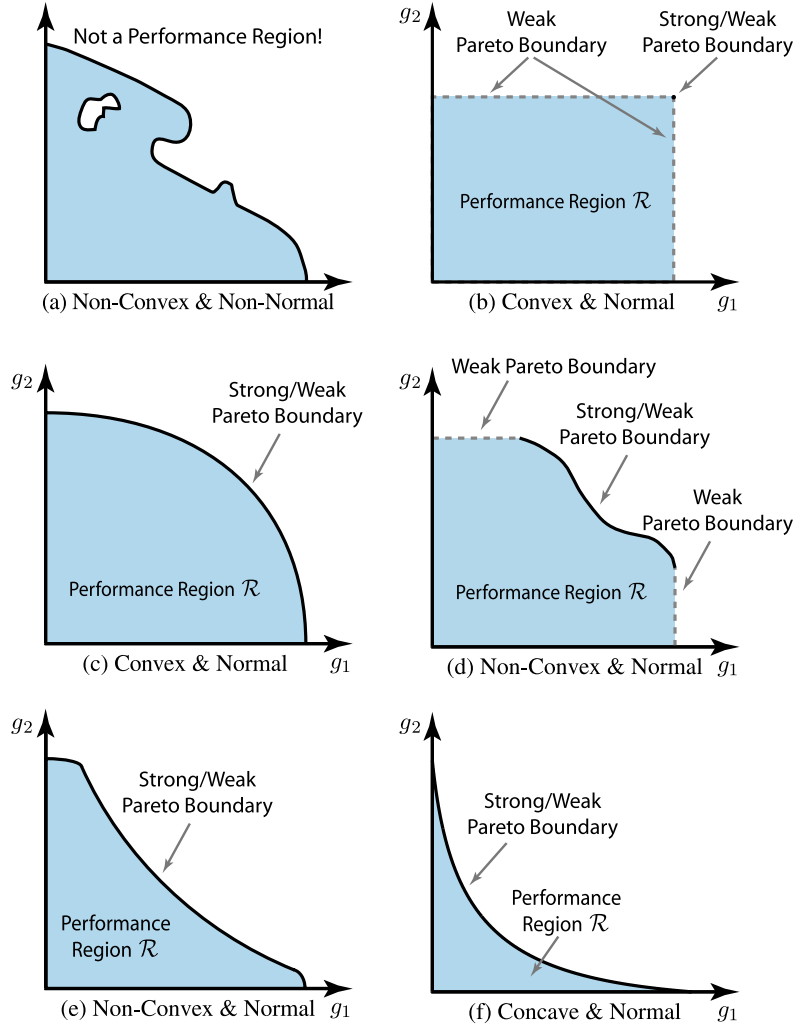 Not a Performance Region!
(a) Non-Convex & Non-Normal
g₂
Weak
Pareto Boundary
Strong/Weak
Pareto Boundary
Performance Region ℛ
(b) Convex & Normal
g₁
g₂
Strong/Weak
Pareto Boundary
Performance Region ℛ
(c) Convex & Normal
g₁
g₂
Weak Pareto Boundary
Strong/Weak
Pareto Boundary
Weak
Pareto Boundary
Performance Region ℛ
(d) Non-Convex & Normal
g₁
g₂
Strong/Weak
Pareto Boundary
Performance
Region ℛ
(e) Non-Convex & Normal
g₁
g₂
Strong/Weak
Pareto Boundary
Performance
Region ℛ
(f) Concave & Normal
g₁